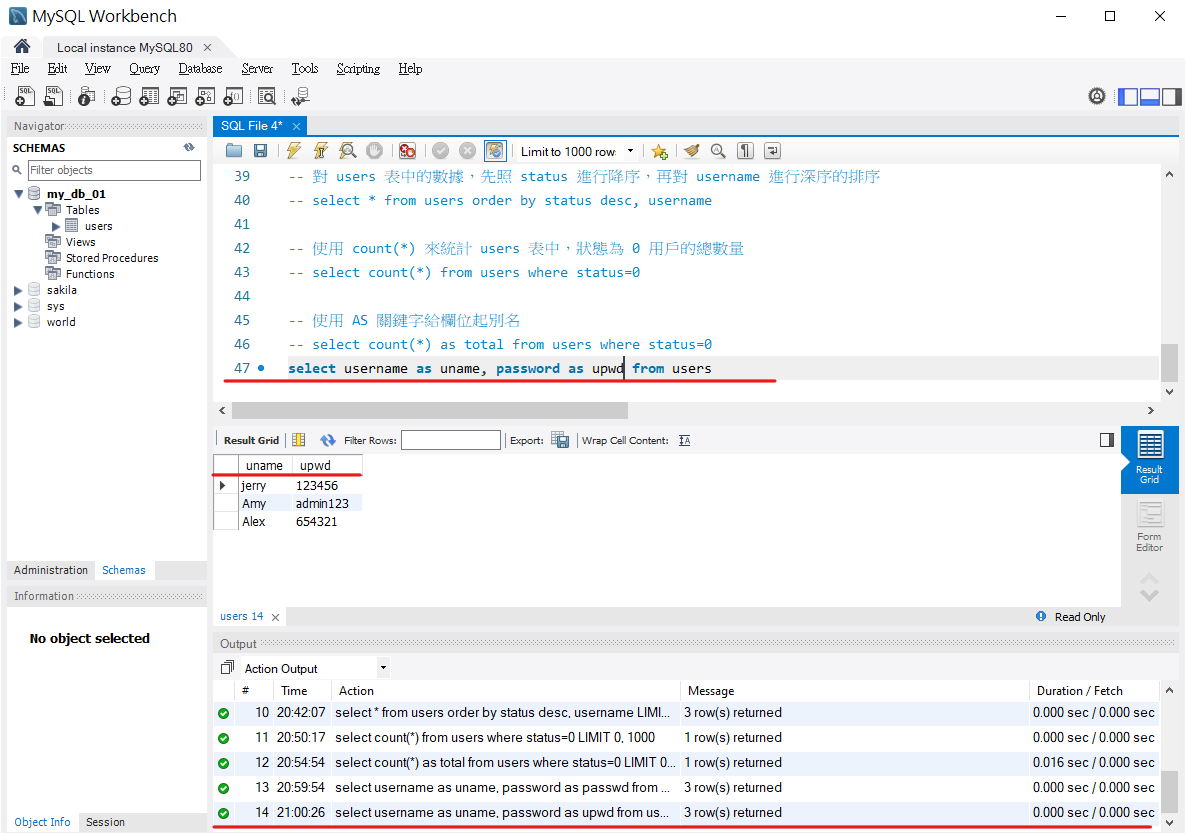 MySQL Workbench
Local instance MySQL80
File Edit View Query Database Server Tools Scripting Help
Navigator
SCHEMAS
Filter objects
my_db_01
Tables
users
Views
Stored Procedures
Functions
sakila
sys
world
Administration Schemas
Information
No object selected
Object Info Session
SQL File 4*
Limit to 1000 row
39 -- 對 users 表中的數據，先照 status 進行降序，再對 username 進行深序的排序
40 -- select * from users order by status desc, username
41
42 -- 使用 count(*) 來統計 users 表中，狀態為 0 用戶的總數量
43 -- select count(*) from users where status=0
44
45 -- 使用 AS 關鍵字給欄位起別名
46 -- select count(*) as total from users where status=0
47 select username as uname, password as upwd from users
Result Grid Filter Rows: Export: Wrap Cell Content:
uname upwd
jerry 123456
Amy admin123
Alex 654321
Result
Grid
Form
Editor
users 14
Read Only
Output
Action Output
# Time Action Message Duration / Fetch
10 20:42:07 select * from users order by status desc, username LIMI... 3 row(s) returned 0.000 sec / 0.000 sec
11 20:50:17 select count(*) from users where status=0 LIMIT 0, 1000 1 row(s) returned 0.000 sec / 0.000 sec
12 20:54:54 select count(*) as total from users where status=0 LIMIT 0... 1 row(s) returned 0.016 sec / 0.000 sec
13 20:59:54 select username as uname, password as passwd from ... 3 row(s) returned 0.000 sec / 0.000 sec
14 21:00:26 select username as uname, password as upwd from us... 3 row(s) returned 0.000 sec / 0.000 sec